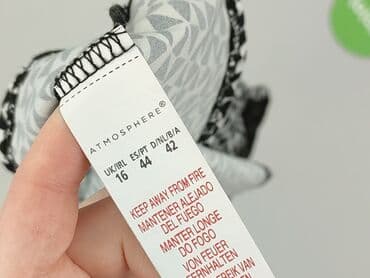 ATMOSPHERE®
UK/IRL ES/PT D/NL/B/A
16 44 42
KEEP AWAY FROM FIRE
MANTENER ALEJADO
DEL FUEGO
MANTER LONGE
DO FOGO
VON FEUER
FERNHALTEN